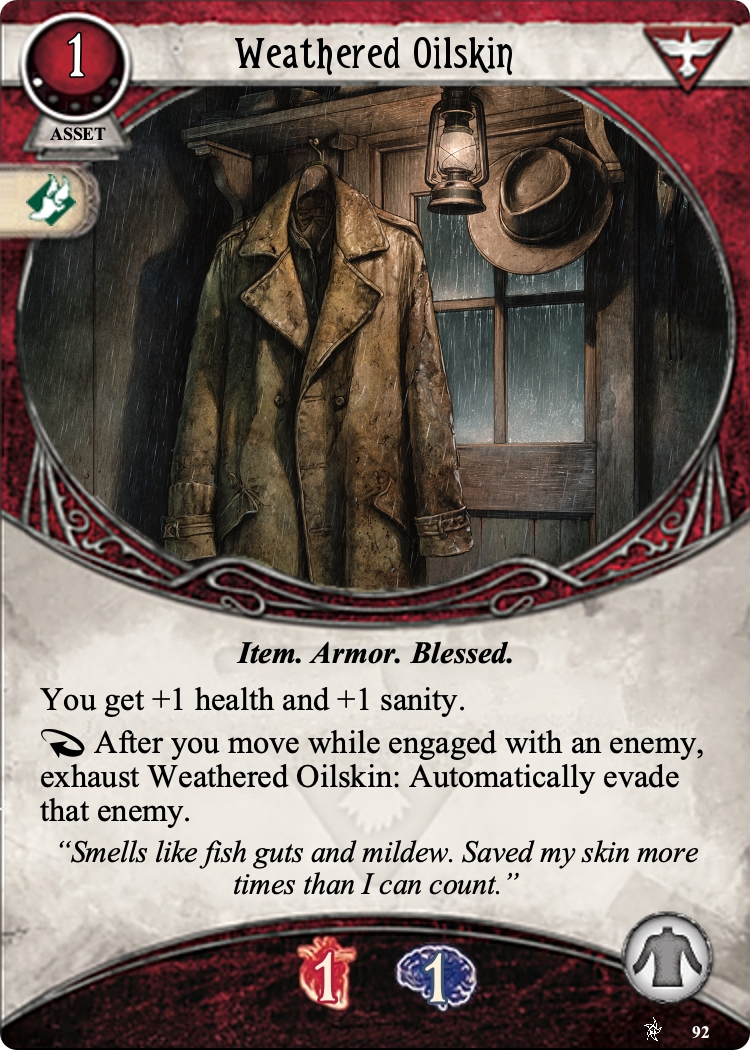 1
Weathered Oilskin
ASSET
Item. Armor. Blessed.
You get +1 health and +1 sanity.
After you move while engaged with an enemy,
exhaust Weathered Oilskin: Automatically evade
that enemy.
“Smells like fish guts and mildew. Saved my skin more
times than I can count.”
1 1
92